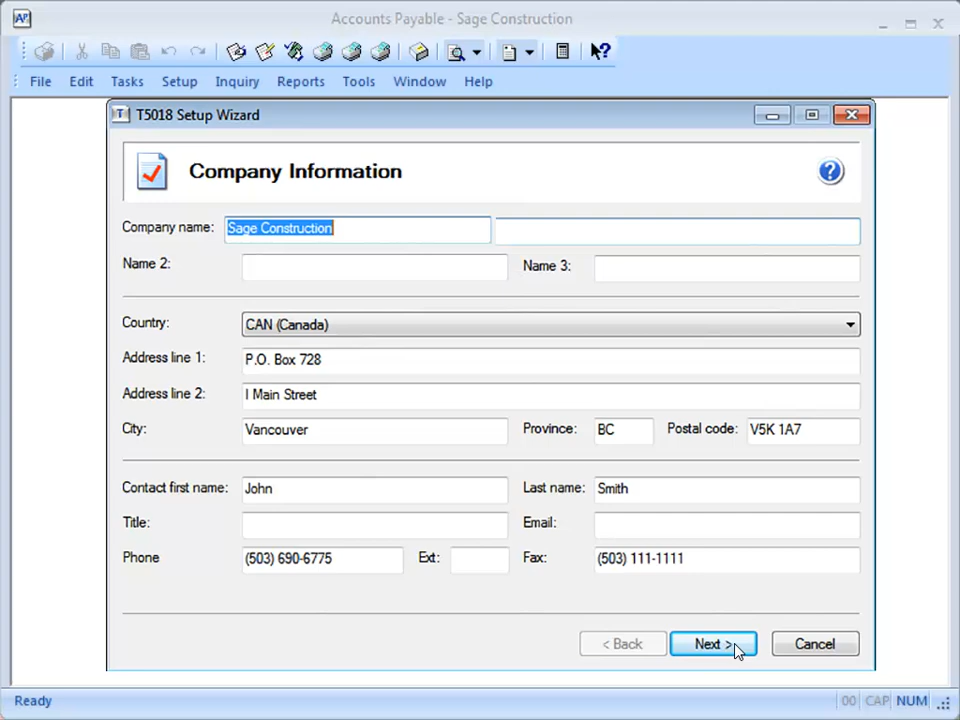 AP Accounts Payable - Sage Construction
File Edit Tasks Setup Inquiry Reports Tools Window Help
T T5018 Setup Wizard
Company Information ?
Company name: Sage Construction
Name 2: Name 3:
Country: CAN (Canada)
Address line 1: P.O. Box 728
Address line 2: I Main Street
City: Vancouver Province: BC Postal code: V5K 1A7
Contact first name: John Last name: Smith
Title: Email:
Phone (503) 690-6775 Ext: Fax: (503) 111-1111
< Back Next > Cancel
Ready 00 CAP NUM